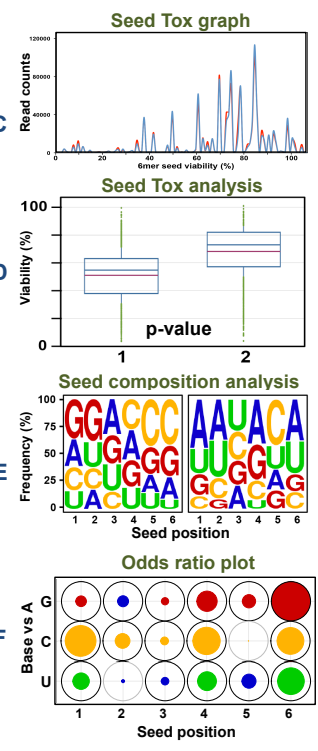 Seed Tox graph
C
Read counts
120000
80000
40000
0
0 20 40 60 80 100
6mer seed viability (%)
Seed Tox analysis
D
Viability (%)
100
0
p-value
1 2
Seed composition analysis
E
Frequency (%)
100
75
50
25
0
1 2 3 4 5 6 1 2 3 4 5 6
Seed position
Odds ratio plot
F
Base vs A
G
C
U
1 2 3 4 5 6
Seed position